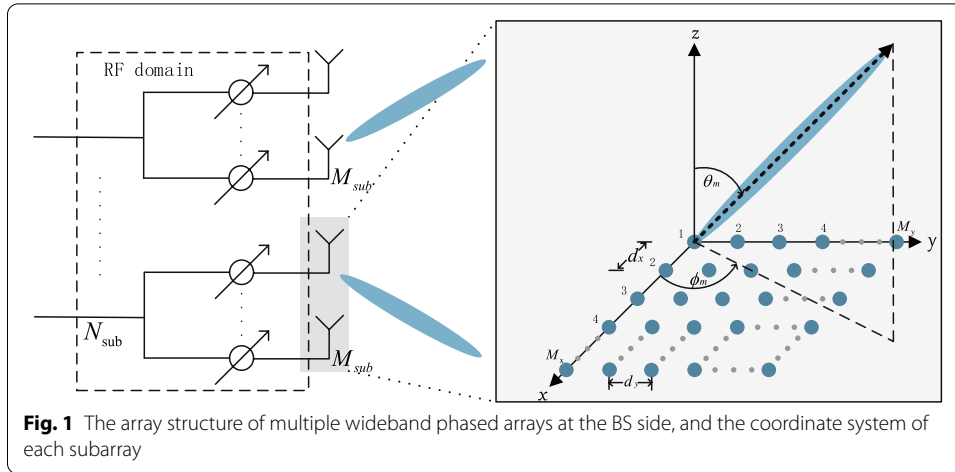 RF domain
M_sub
N_sub
M_sub
z
θ_m
1 2 3 4 M_y y
d_x
2
ϕ_m
3
4
M_x
x
d_y
Fig. 1 The array structure of multiple wideband phased arrays at the BS side, and the coordinate system of
each subarray